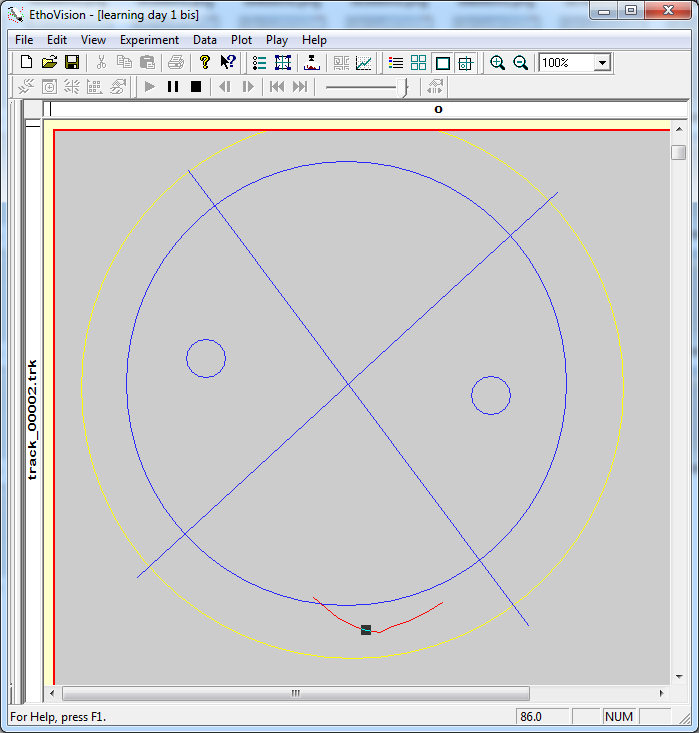 EthoVision - [learning day 1 bis]
File Edit View Experiment Data Plot Play Help
100%
0
track_00002.trk
For Help, press F1.
86.0
NUM